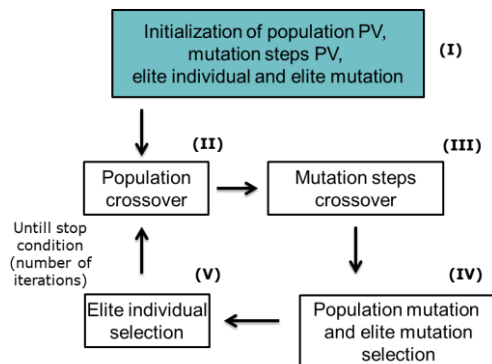 Initialization of population PV,
mutation steps PV,
elite individual and elite mutation
(I)
(II)
Population
crossover
(III)
Mutation steps
crossover
Untill stop
condition
(number of
iterations)
(V)
Elite individual
selection
(IV)
Population mutation
and elite mutation
selection